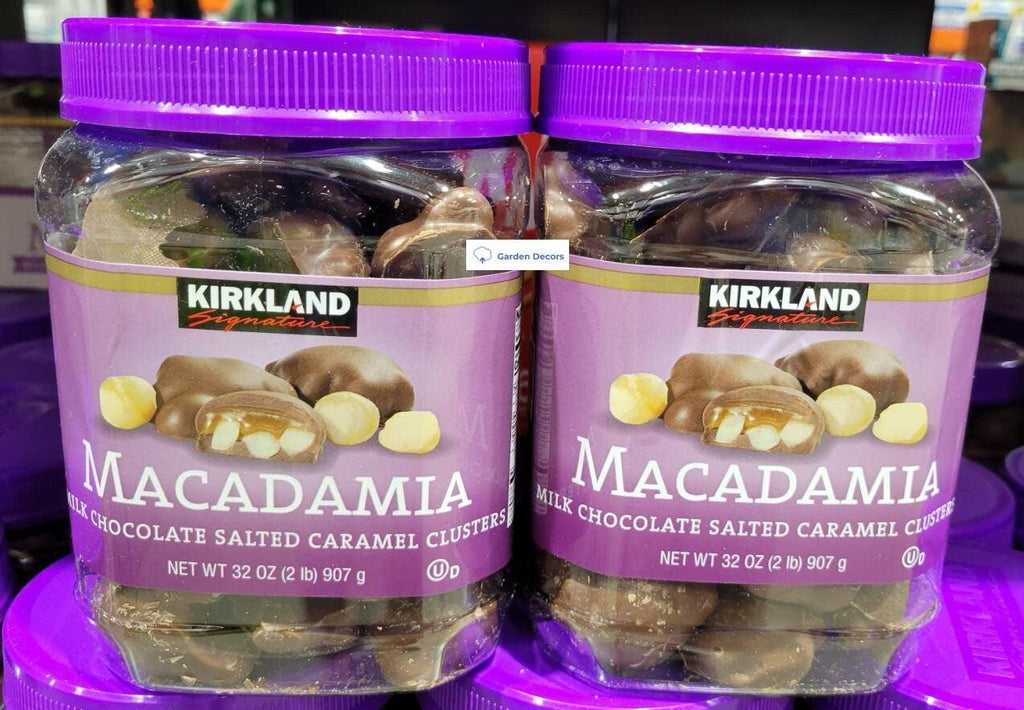 Garden Decors
KIRKLAND
Signature
MACADAMIA
MILK CHOCOLATE SALTED CARAMEL CLUSTERS
NET WT 32 OZ (2 lb) 907 g
U D
KIRKLAND
Signature
MACADAMIA
MILK CHOCOLATE SALTED CARAMEL CLUSTERS
NET WT 32 OZ (2 lb) 907 g
U D
KIRKLAND